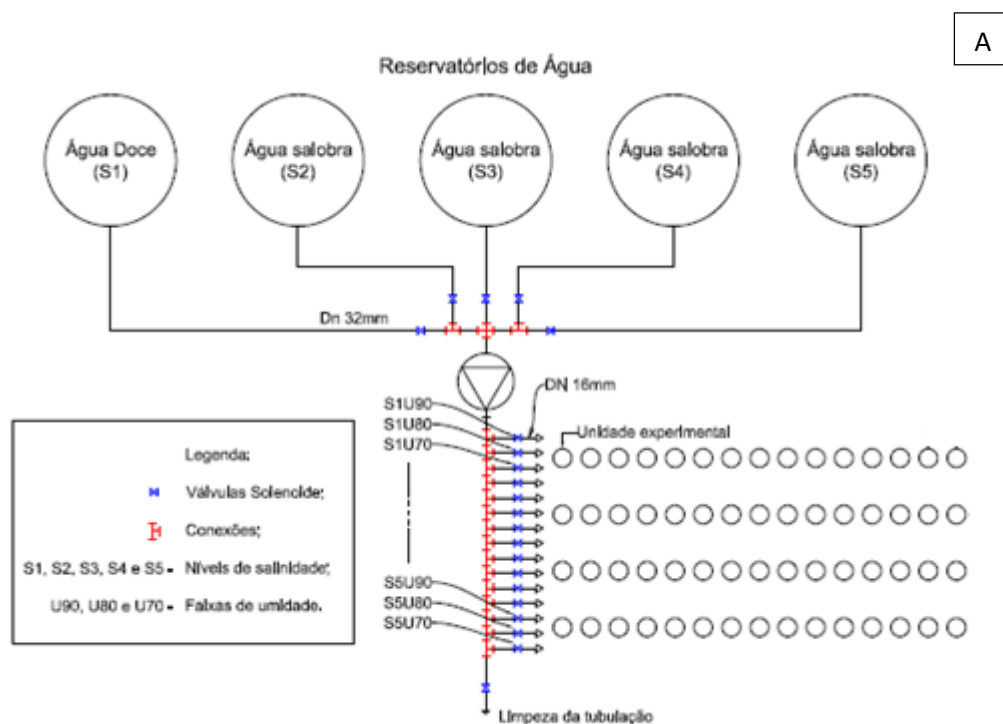 A
Reservatórios de Água
Água Doce
(S1)
Água salobra
(S2)
Água salobra
(S3)
Água salobra
(S4)
Água salobra
(S5)
Dn 32mm
DN 16mm
S1U90
S1U80
S1U70
Unidade experimental
Legenda:
Válvulas Solenoide;
Conexões;
S1, S2, S3, S4 e S5 - Níveis de salinidade;
U90, U80 e U70 - Faixas de umidade.
S5U90
S5U80
S5U70
Limpeza da tubulação